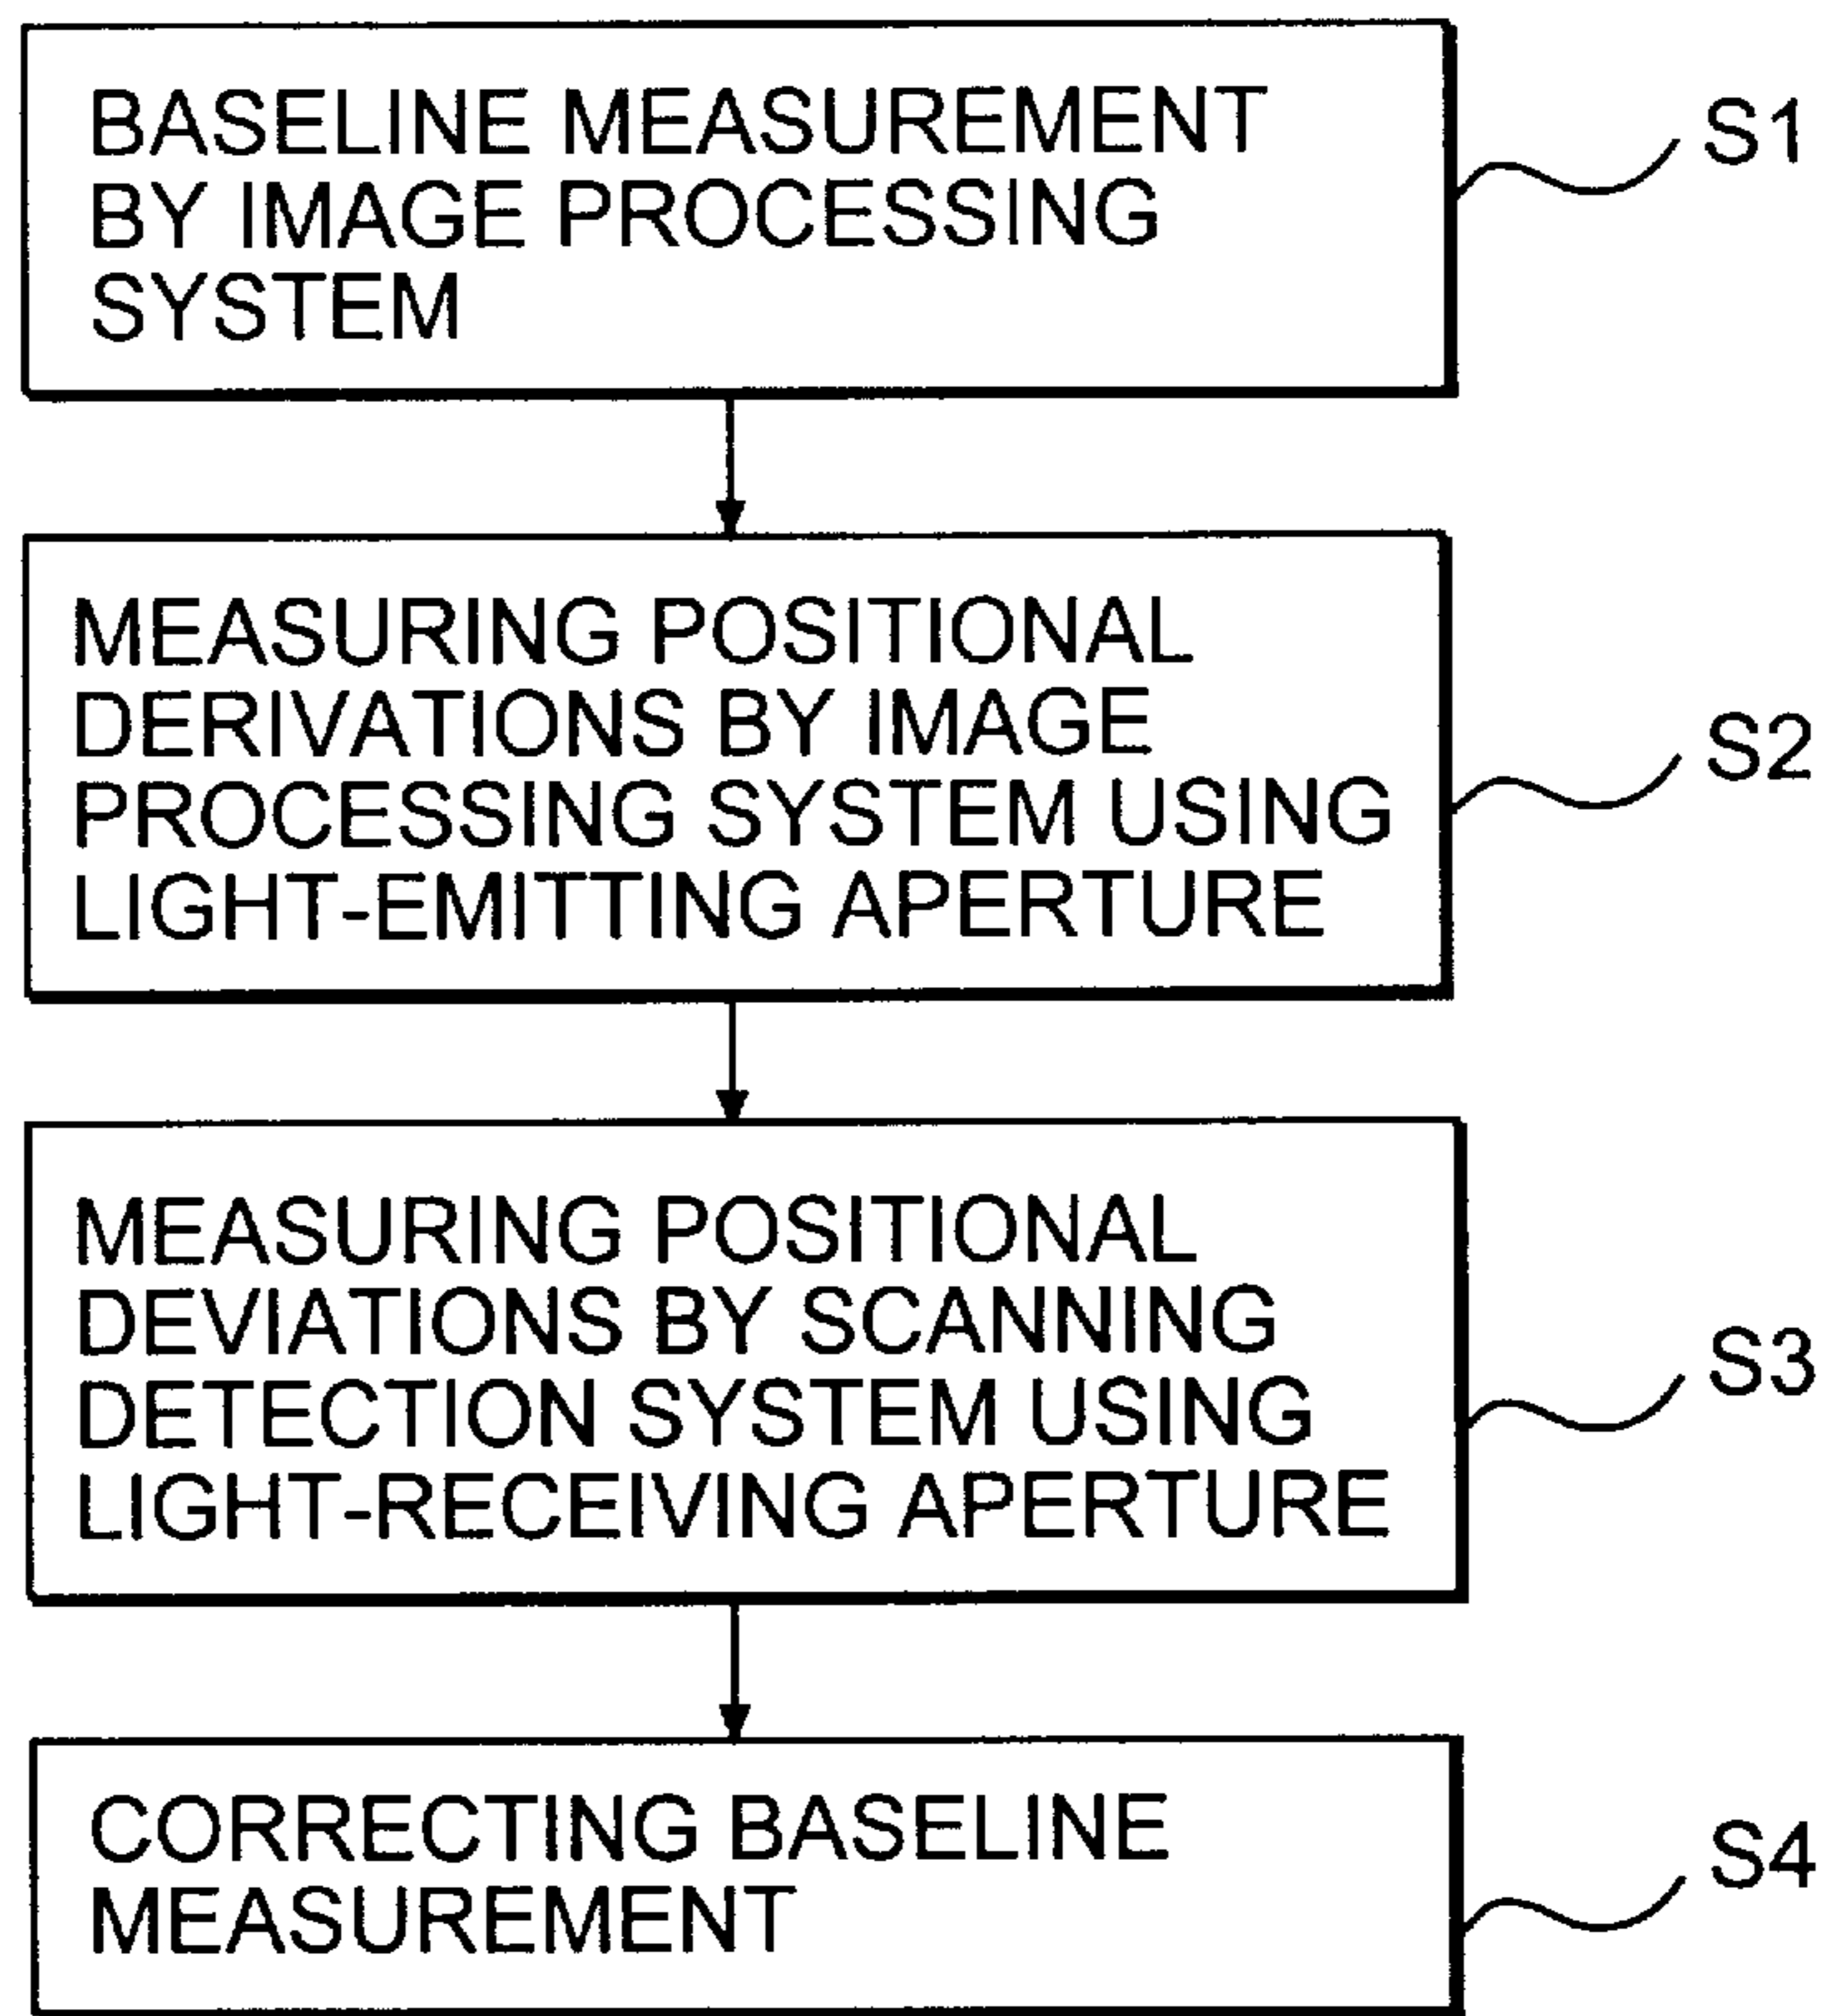 BASELINE MEASUREMENT
BY IMAGE PROCESSING
SYSTEM
S1
MEASURING POSITIONAL
DERIVATIONS BY IMAGE
PROCESSING SYSTEM USING
LIGHT-EMITTING APERTURE
S2
MEASURING POSITIONAL
DEVIATIONS BY SCANNING
DETECTION SYSTEM USING
LIGHT-RECEIVING APERTURE
S3
CORRECTING BASELINE
MEASUREMENT
S4